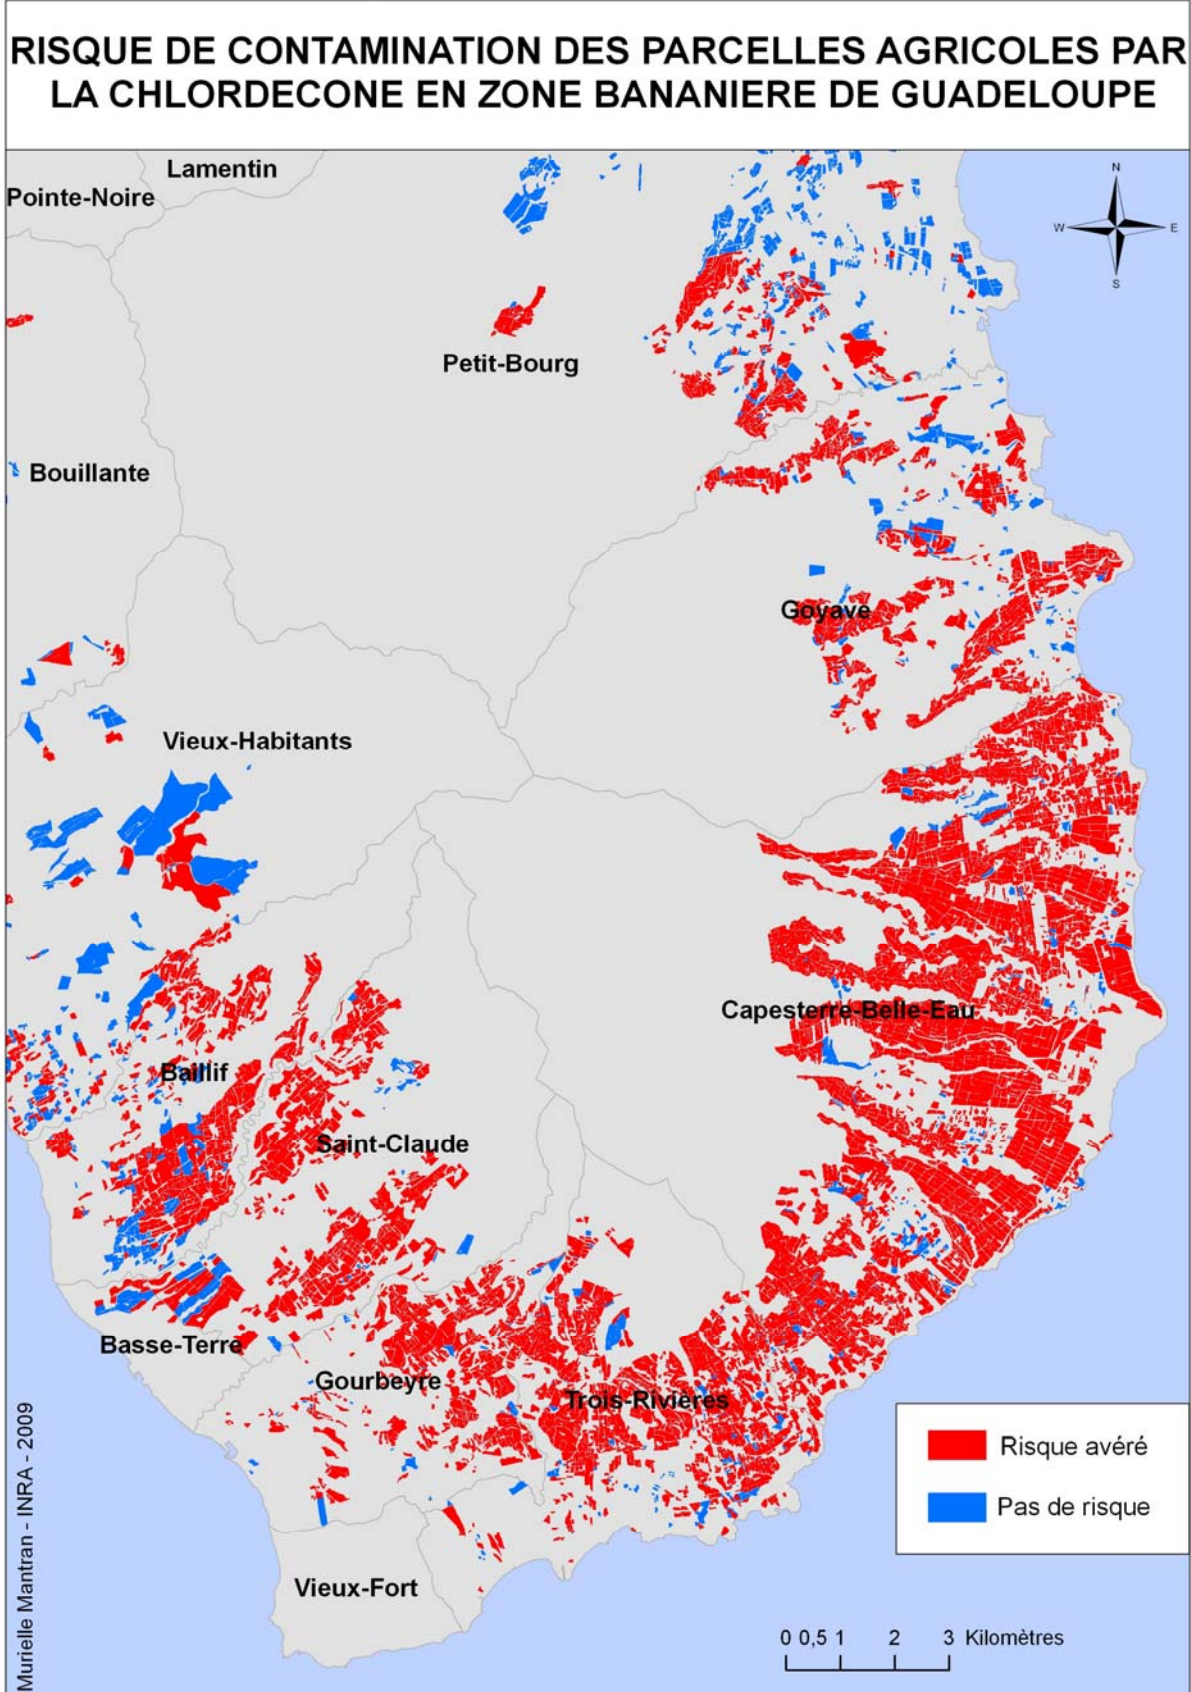 RISQUE DE CONTAMINATION DES PARCELLES AGRICOLES PAR
LA CHLORDECONE EN ZONE BANANIERE DE GUADELOUPE
Lamentin
Pointe-Noire
N
W
E
S
Petit-Bourg
Bouillante
Goyave
Vieux-Habitants
Capesterre-Belle-Eau
Baillif
Saint-Claude
Basse-Terre
Gourbeyre
Trois-Rivières
Risque avéré
Pas de risque
Vieux-Fort
0 0,5 1 2 3 Kilomètres
Murielle Mantran - INRA - 2009